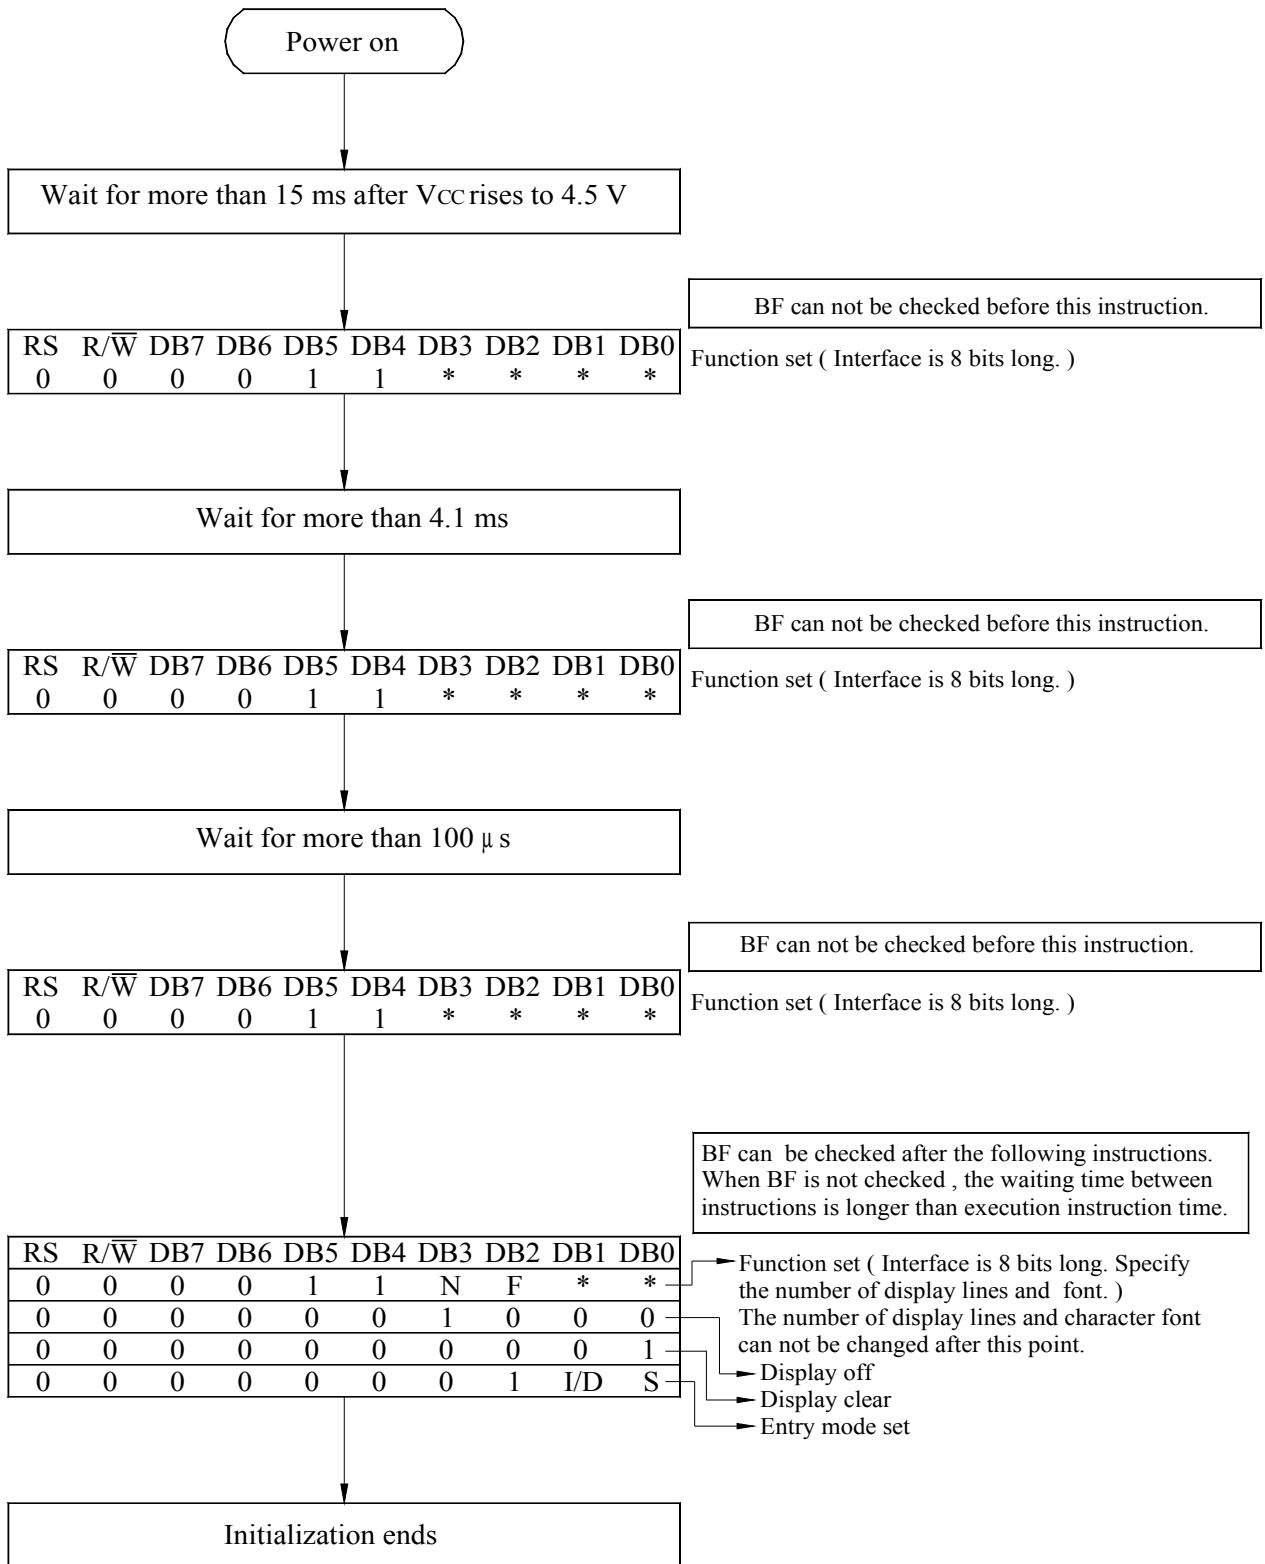 Power on
Wait for more than 15 ms after VCC rises to 4.5 V
BF can not be checked before this instruction.
RS R/W̅ DB7 DB6 DB5 DB4 DB3 DB2 DB1 DB0
0 0 0 0 1 1 * * * *
Function set ( Interface is 8 bits long. )
Wait for more than 4.1 ms
BF can not be checked before this instruction.
RS R/W̅ DB7 DB6 DB5 DB4 DB3 DB2 DB1 DB0
0 0 0 0 1 1 * * * *
Function set ( Interface is 8 bits long. )
Wait for more than 100 µs
BF can not be checked before this instruction.
RS R/W̅ DB7 DB6 DB5 DB4 DB3 DB2 DB1 DB0
0 0 0 0 1 1 * * * *
Function set ( Interface is 8 bits long. )
BF can be checked after the following instructions.
When BF is not checked , the waiting time between
instructions is longer than execution instruction time.
RS R/W̅ DB7 DB6 DB5 DB4 DB3 DB2 DB1 DB0
0 0 0 0 1 1 N F * *
0 0 0 0 0 0 1 0 0 0
0 0 0 0 0 0 0 0 0 1
0 0 0 0 0 0 0 1 I/D S
Function set ( Interface is 8 bits long. Specify
the number of display lines and font. )
The number of display lines and character font
can not be changed after this point.
Display off
Display clear
Entry mode set
Initialization ends